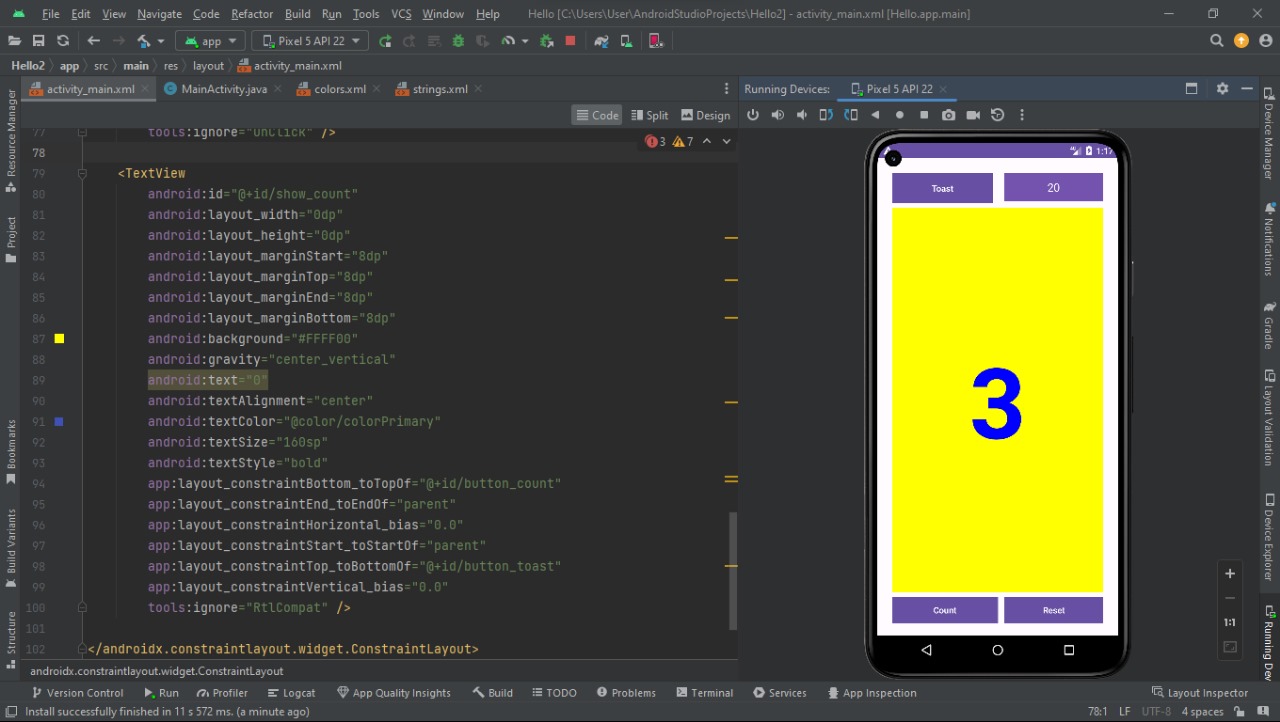 File Edit View Navigate Code Refactor Build Run Tools VCS Window Help Hello [C:\Users\User\AndroidStudioProjects\Hello2] - activity_main.xml [Hello.app.main]
app Pixel 5 API 22
Hello2 app src main res layout activity_main.xml
activity_main.xml MainActivity.java colors.xml strings.xml
Running Devices: Pixel 5 API 22
Code Split Design
3 7
77 tools:ignore="OnClick" />
78
79 <TextView
80 android:id="@+id/show_count"
81 android:layout_width="0dp"
82 android:layout_height="0dp"
83 android:layout_marginStart="8dp"
84 android:layout_marginTop="8dp"
85 android:layout_marginEnd="8dp"
86 android:layout_marginBottom="8dp"
87 android:background="#FFFF00"
88 android:gravity="center_vertical"
89 android:text="0"
90 android:textAlignment="center"
91 android:textColor="@color/colorPrimary"
92 android:textSize="160sp"
93 android:textStyle="bold"
94 app:layout_constraintBottom_toTopOf="@+id/button_count"
95 app:layout_constraintEnd_toEndOf="parent"
96 app:layout_constraintHorizontal_bias="0.0"
97 app:layout_constraintStart_toStartOf="parent"
98 app:layout_constraintTop_toBottomOf="@+id/button_toast"
99 app:layout_constraintVertical_bias="0.0"
100 tools:ignore="RtlCompat" />
101
102 </androidx.constraintlayout.widget.ConstraintLayout>
androidx.constraintlayout.widget.ConstraintLayout
1:17
Toast 20
3
Count Reset
1:1
Resource Manager
Project
Bookmarks
Build Variants
Structure
Device Manager
Notifications
Gradle
Layout Validation
Device Explorer
Running Dev
Version Control Run Profiler Logcat App Quality Insights Build TODO Problems Terminal Services App Inspection Layout Inspector
Install successfully finished in 11 s 572 ms. (a minute ago) 78:1 LF UTF-8 4 spaces